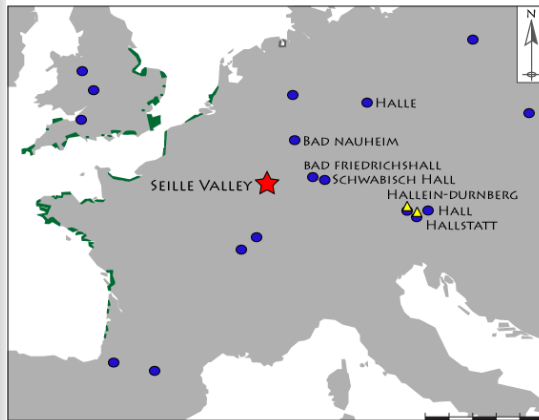 N
Halle
Bad Nauheim
Bad Friedrichshall
Seille Valley
Schwabisch Hall
Hallein-Durnberg
Hall
Hallstatt